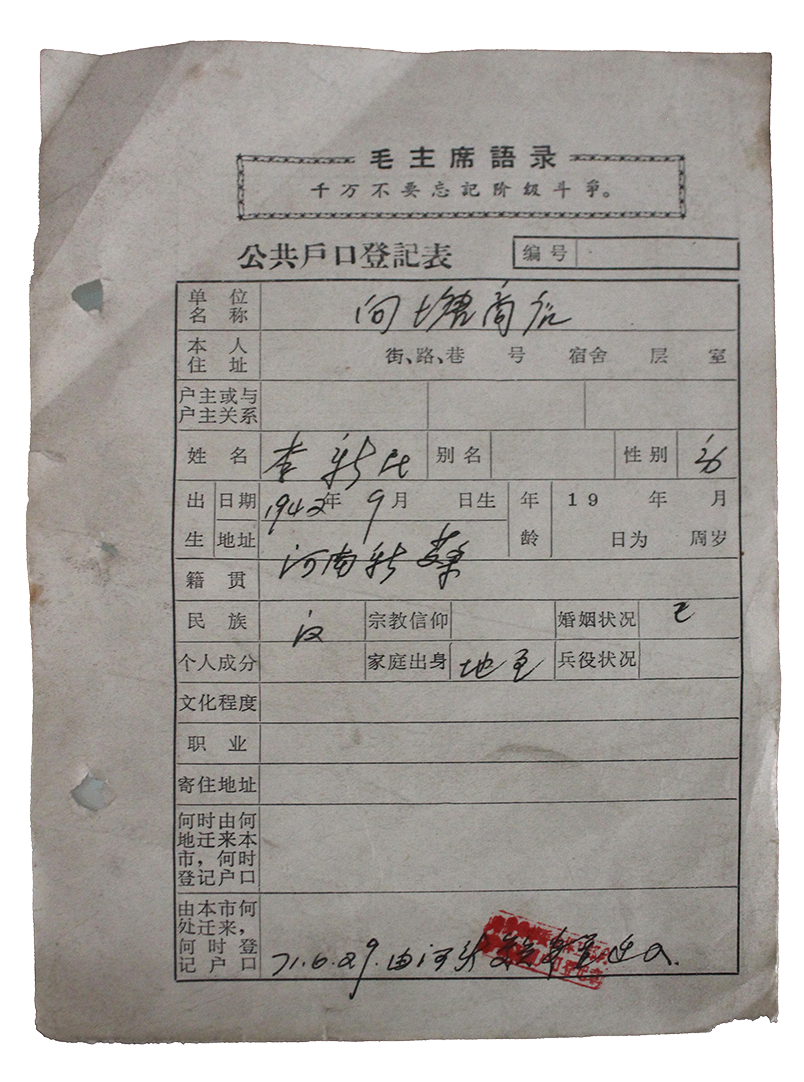 毛主席語录
千万不要忘記阶級斗爭。
公共戶口登記表 编号
单位名称 向塘商店
本人住址 街、路、巷 号 宿舍 层 室
户主或与户主关系
姓名 李新民 别名 性别 男
出生 日期 1942年9月 日生 年龄 19 年 月 日为 周岁
地址 河南新蔡
籍贯
民族 汉 宗教信仰 婚姻状况 已
个人成分 家庭出身 地主 兵役状况
文化程度
职业
寄住地址
何时由何地迁来本市，何时登记户口
由本市何处迁来，何时登记户口 71.6.29.由 迁入.